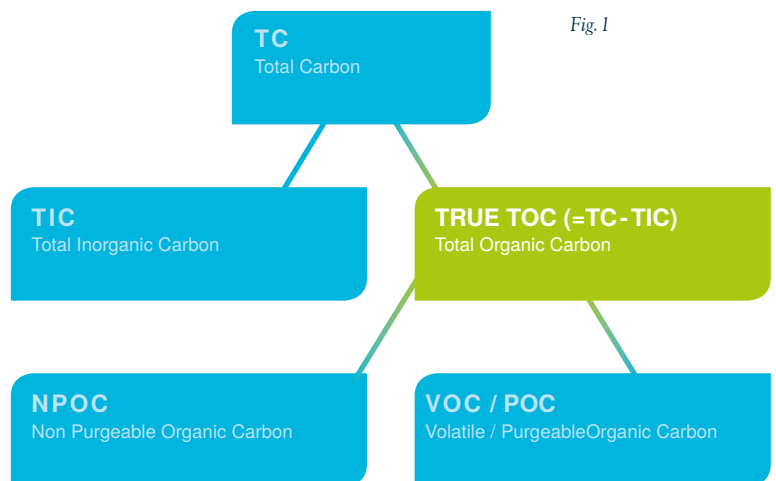 Fig. 1
TC
Total Carbon
TIC
Total Inorganic Carbon
TRUE TOC (=TC-TIC)
Total Organic Carbon
NPOC
Non Purgeable Organic Carbon
VOC / POC
Volatile / PurgeableOrganic Carbon